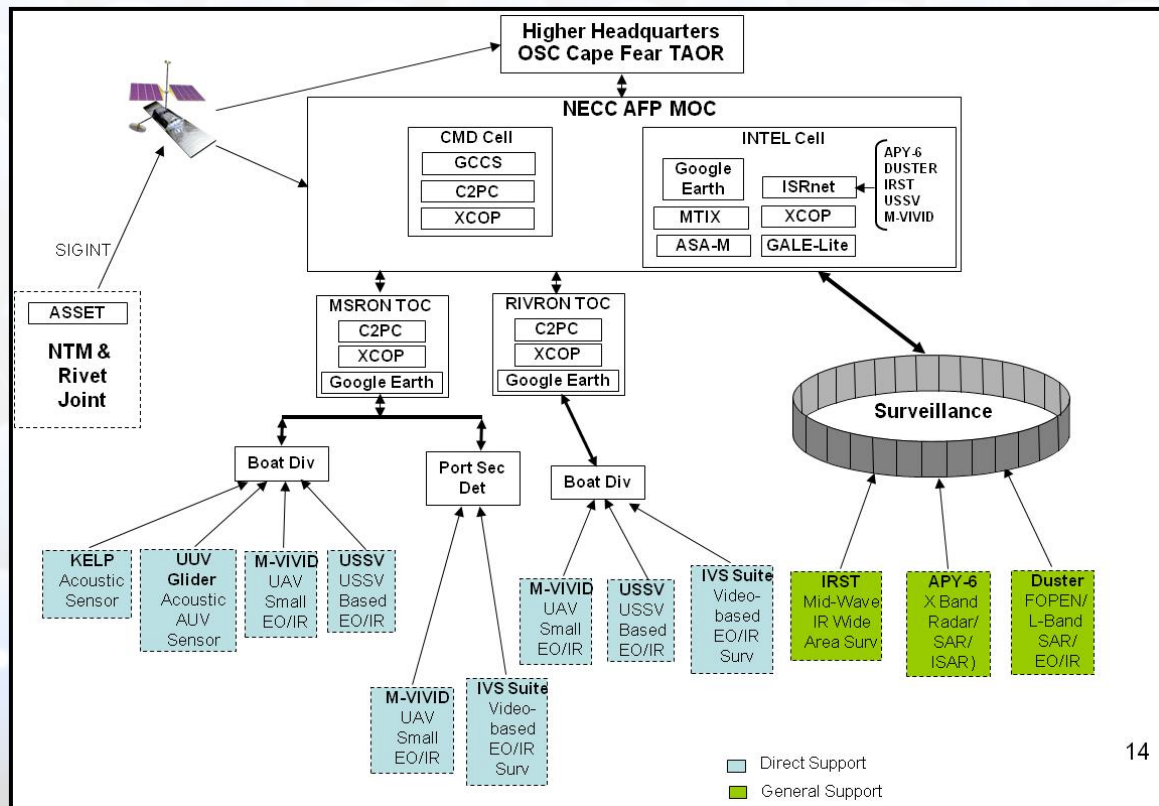 Higher Headquarters
OSC Cape Fear TAOR
NECC AFP MOC
CMD Cell
GCCS
C2PC
XCOP
INTEL Cell
Google
Earth
MTIX
ASA-M
ISRnet
XCOP
GALE-Lite
APY-6
DUSTER
IRST
USSV
M-VIVID
SIGINT
ASSET
NTM &
Rivet
Joint
MSRON TOC
C2PC
XCOP
Google Earth
RIVRON TOC
C2PC
XCOP
Google Earth
Surveillance
Boat Div
Port Sec
Det
Boat Div
KELP
Acoustic
Sensor
UUV
Glider
Acoustic
AUV
Sensor
M-VIVID
UAV
Small
EO/IR
USSV
USSV
Based
EO/IR
M-VIVID
UAV
Small
EO/IR
IVS Suite
Video-
based
EO/IR
Surv
M-VIVID
UAV
Small
EO/IR
USSV
USSV
Based
EO/IR
IVS Suite
Video-
based
EO/IR
Surv
IRST
Mid-Wave
IR Wide
Area Surv
APY-6
X Band
Radar/
SAR/
ISAR)
Duster
FOPEN/
L-Band
SAR/
EO/IR
Direct Support
General Support
14